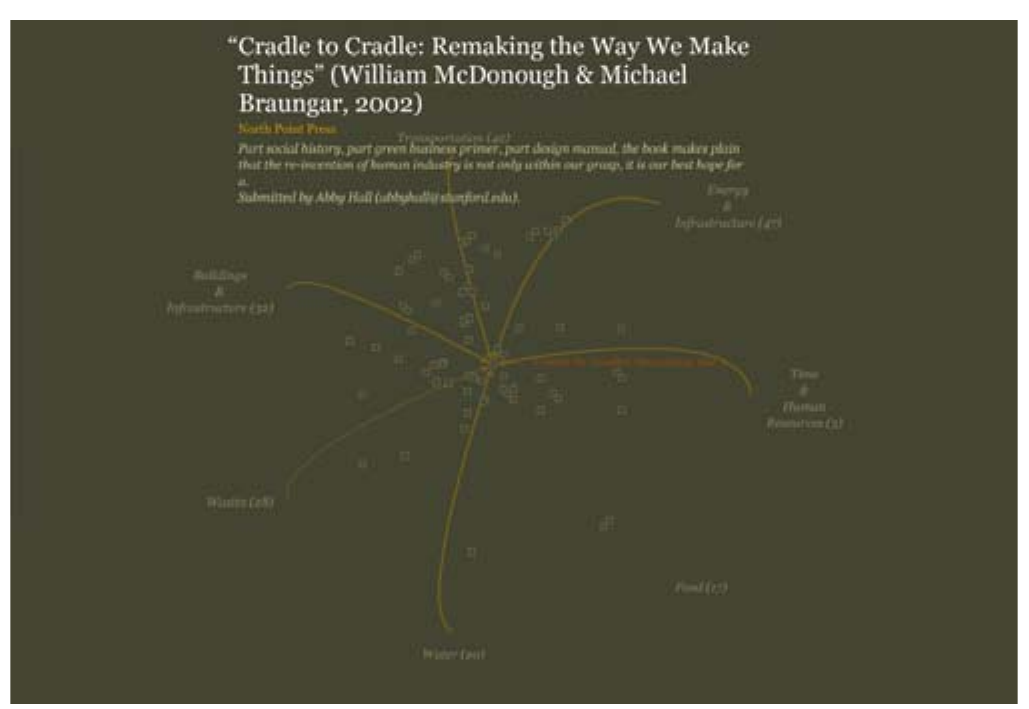 “Cradle to Cradle: Remaking the Way We Make
Things” (William McDonough & Michael
Braungar, 2002)
North Point Press
Transportation
Part social history, part green business primer, part design manual, the book makes plain
that the re-invention of human industry is not only within our grasp, it is our best hope for
a.
Submitted by Abby Hall (abbyhall@stanford.edu).
Energy
&
Infrastructure (47)
Buildings
&
Infrastructure (32)
Time
&
Human
Resources (3)
Wastes (28)
Food (17)
Water